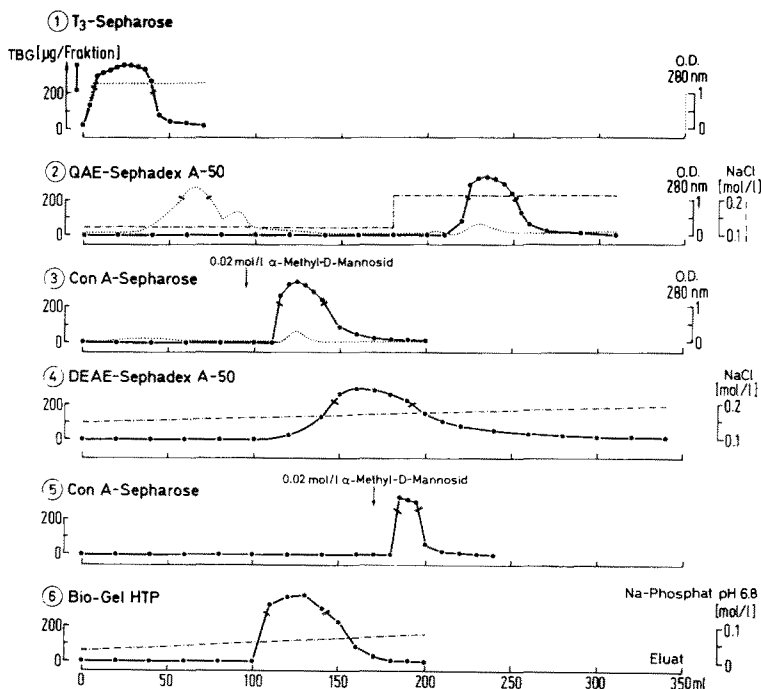 ① T₃-Sepharose
TBG[µg/Fraktion]
O.D.
280 nm
200
0
1
0
② QAE-Sephadex A-50
O.D.
280 nm
NaCl
[mol/l]
200
0
1
0
0.2
0.1
0.02 mol/l α-Methyl-D-Mannosid
③ Con A-Sepharose
O.D.
280 nm
200
0
1
0
④ DEAE-Sephadex A-50
NaCl
[mol/l]
200
0
0.2
0.1
0.02 mol/l α-Methyl-D-Mannosid
⑤ Con A-Sepharose
200
0
⑥ Bio-Gel HTP
Na-Phosphat pH 6.8
[mol/l]
200
0
0.1
0
Eluat
0 50 100 150 200 250 300 350ml